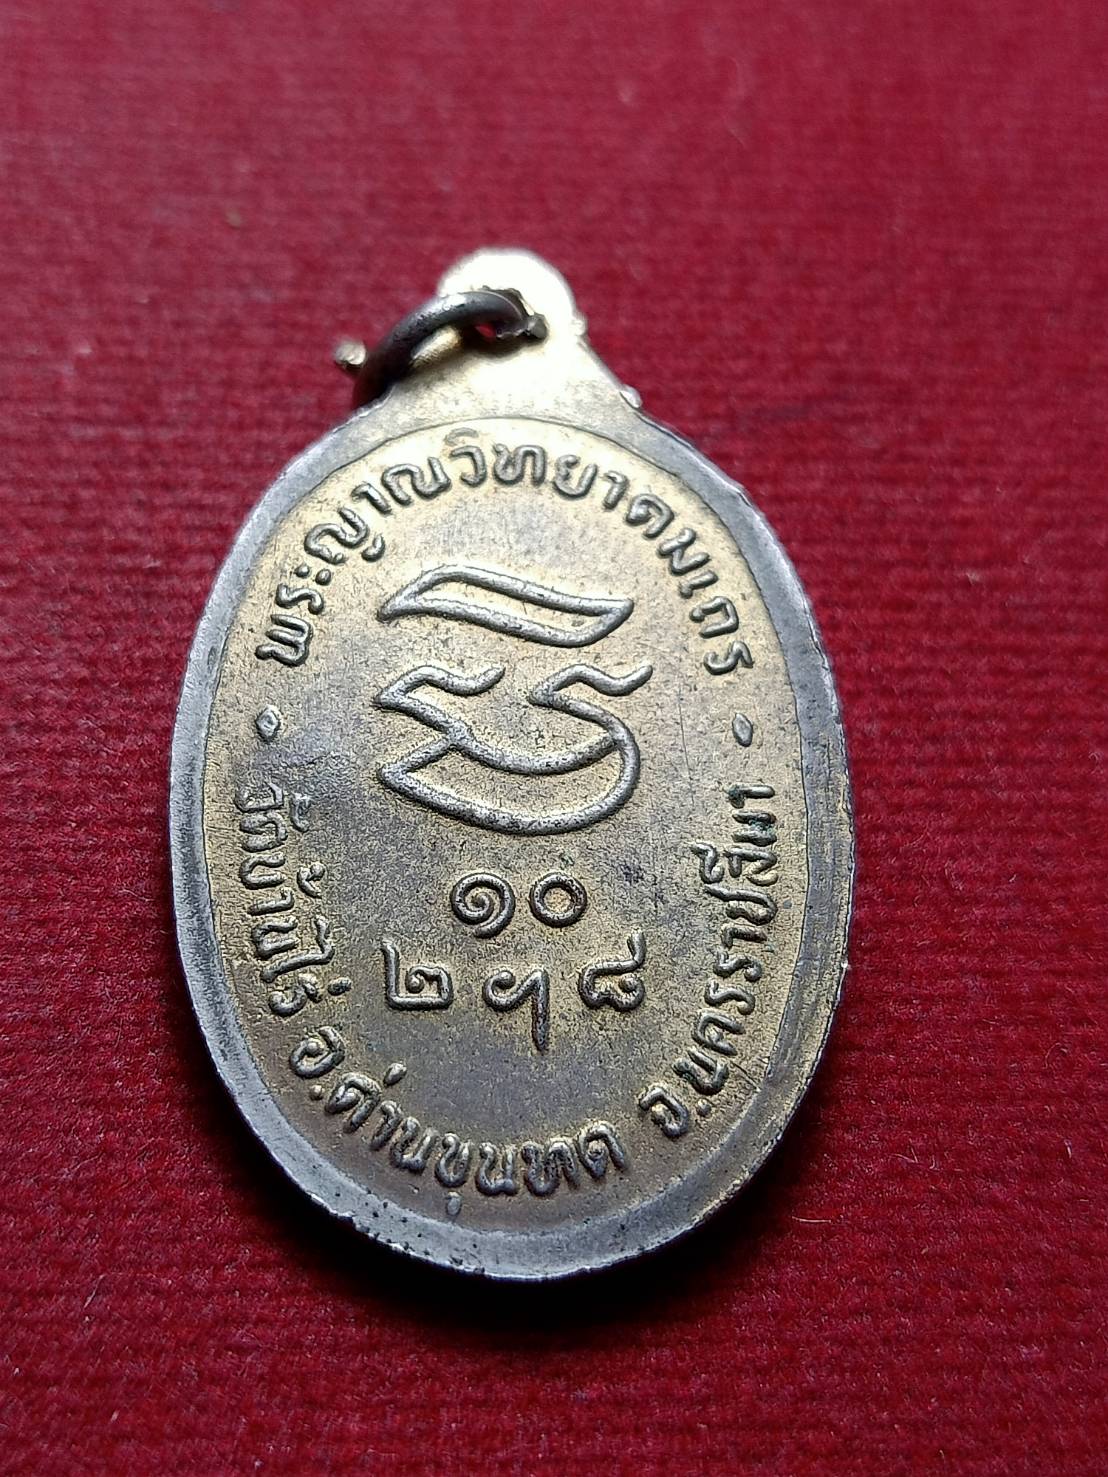 พระญาณวิทยาคมเถร
๑๐
๒ ฯ ๘
วัดบ้านไร่ อ.ด่านขุนทด จ.นครราชสีมา